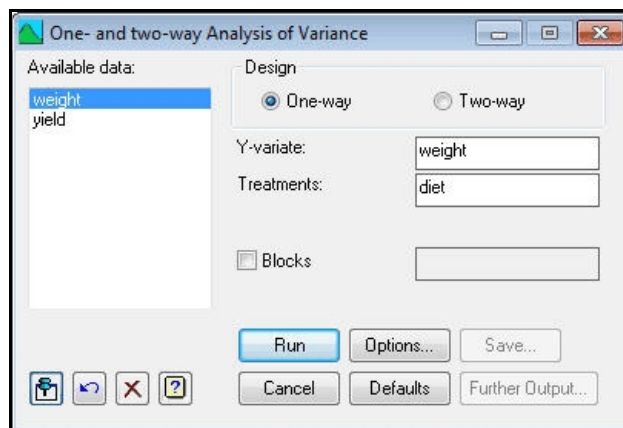 One- and two-way Analysis of Variance
Available data:
weight
yield
Design
One-way
Two-way
Y-variate:
weight
Treatments:
diet
Blocks
Run
Options...
Save...
Cancel
Defaults
Further Output...